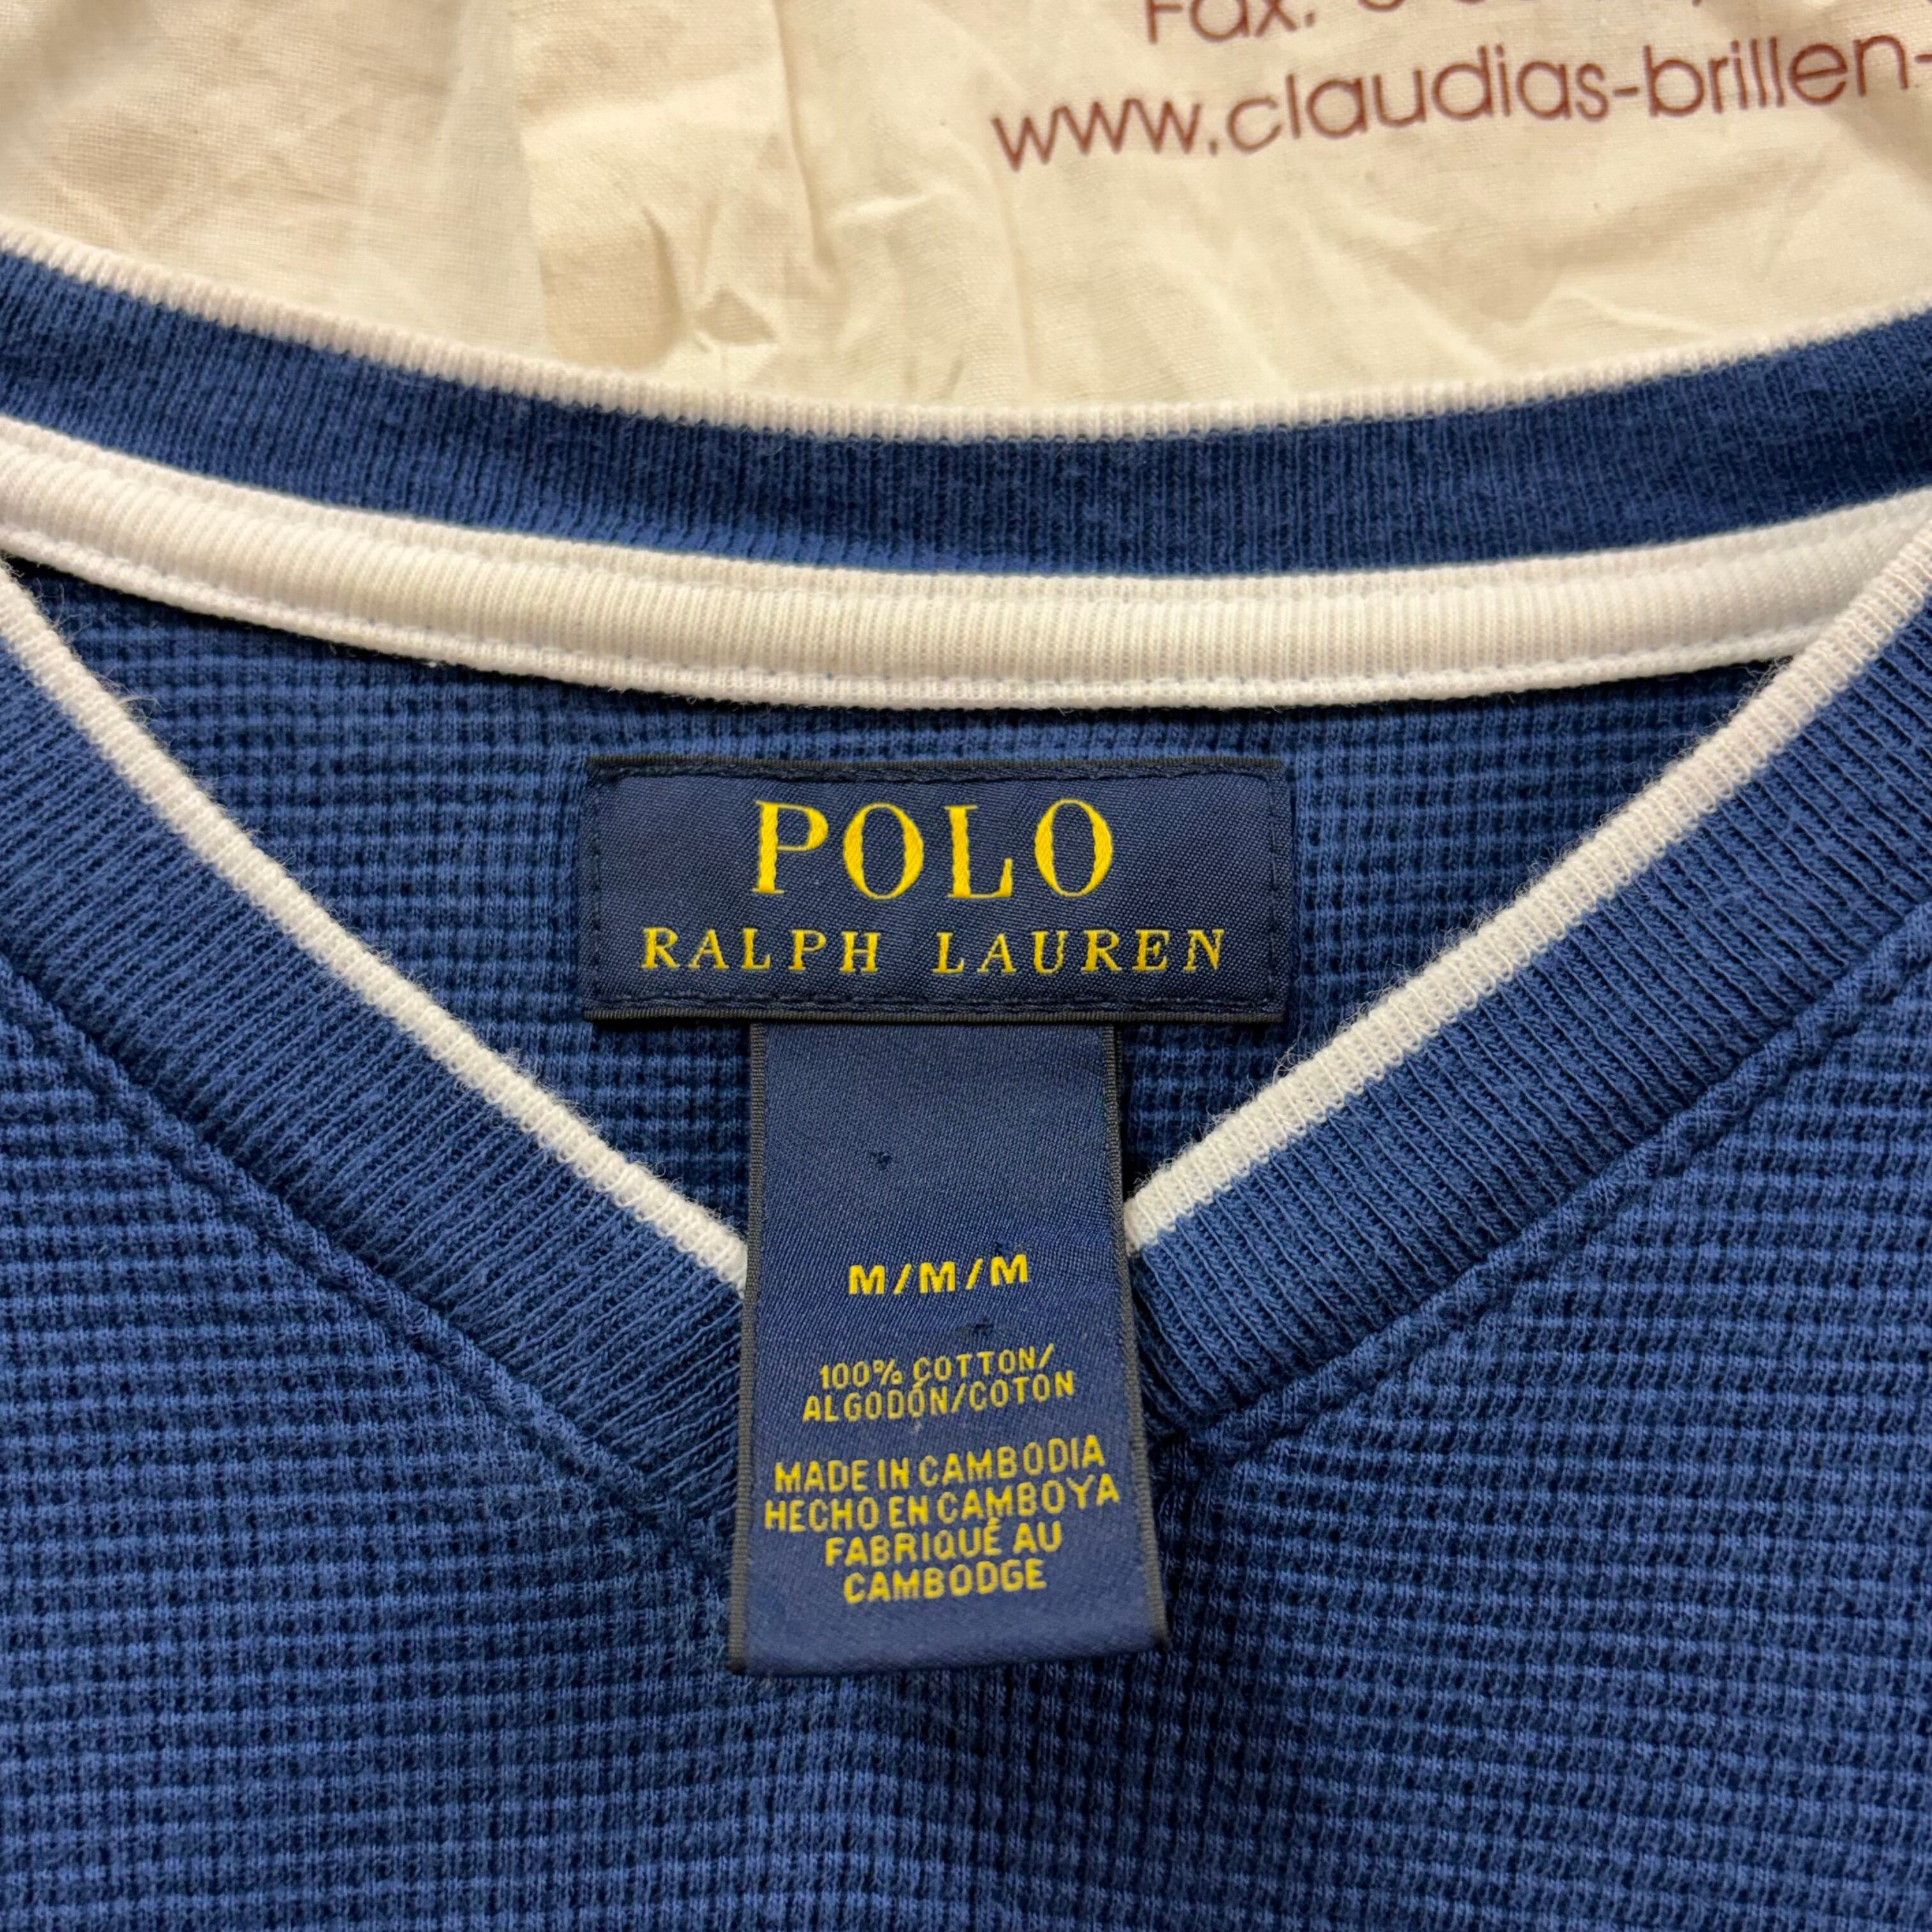 Fax.
www.claudias-brillen-
POLO
RALPH LAUREN
M/M/M
100% COTTON/
ALGODÓN/COTON
MADE IN CAMBODIA
HECHO EN CAMBOYA
FABRIQUÉ AU
CAMBODGE